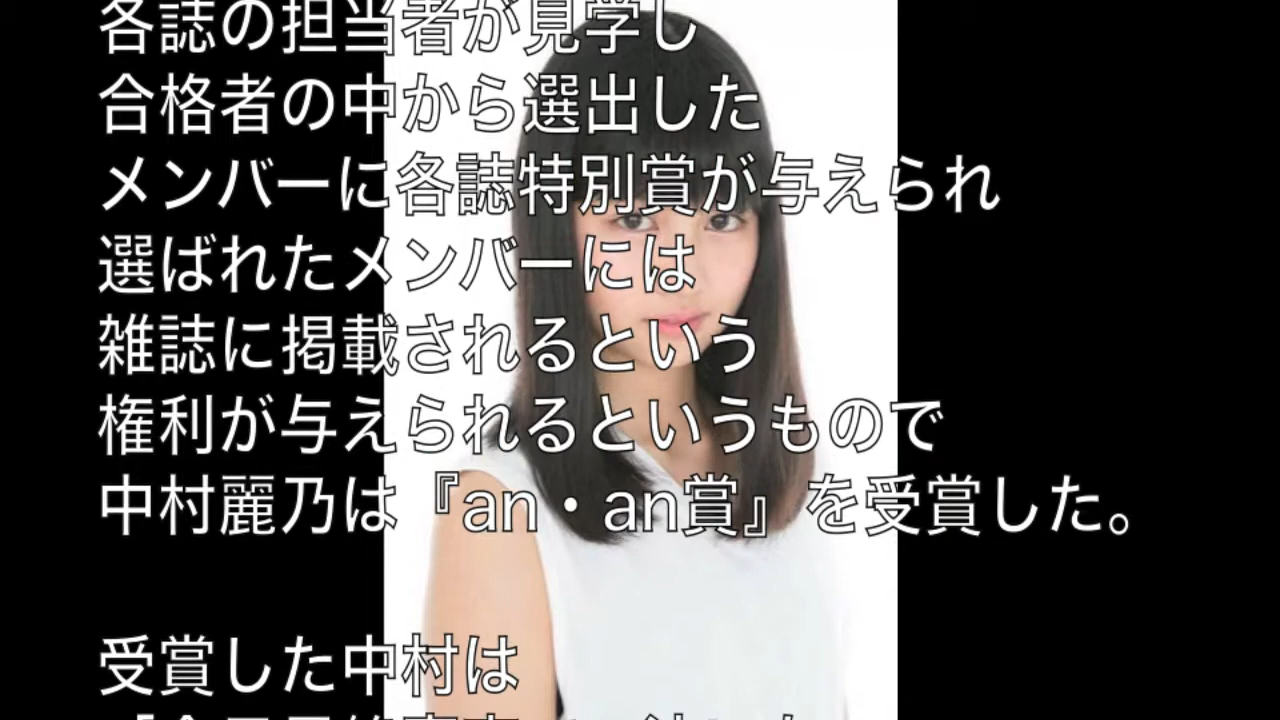 各誌の担当者が見学し
合格者の中から選出した
メンバーに各誌特別賞が与えられ
選ばれたメンバーには
雑誌に掲載されるという
権利が与えられるというもので
中村麗乃は『an・an賞』を受賞した。
受賞した中村は